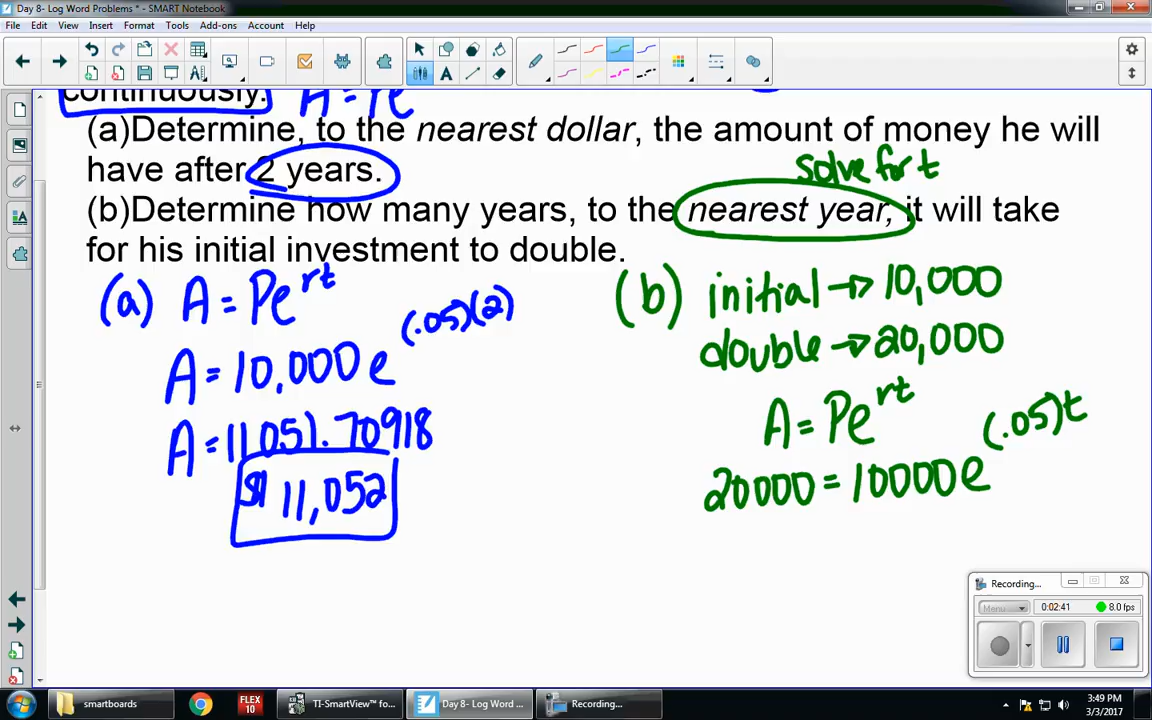 Day 8- Log Word Problems * - SMART Notebook
File Edit View Insert Format Tools Add-ons Account Help
continuously. A = Pe
(a)Determine, to the nearest dollar, the amount of money he will
have after 2 years.
solve for t
(b)Determine how many years, to the nearest year, it will take
for his initial investment to double.
(a) A = Pe^rt
A = 10,000 e^(.05)(2)
A = 11051.70918
$11,052
(b) initial → 10,000
double → 20,000
A = Pe^rt
20000 = 10000e^(.05)t
Recording...
Menu 0:02:41 8.0 fps
smartboards
FLEX 10
TI-SmartView™ fo...
Day 8- Log Word ...
Recording...
3:49 PM
3/3/2017